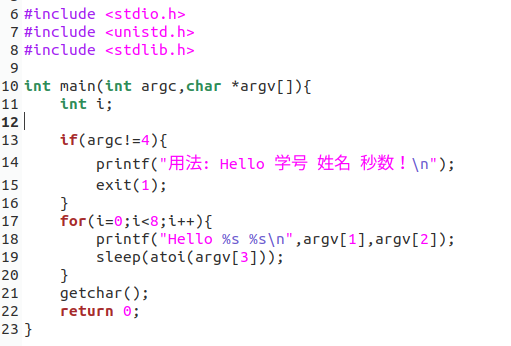 6 #include <stdio.h>
7 #include <unistd.h>
8 #include <stdlib.h>
9
10 int main(int argc,char *argv[]){
11     int i;
12
13     if(argc!=4){
14         printf("用法: Hello 学号 姓名 秒数！\n");
15         exit(1);
16     }
17     for(i=0;i<8;i++){
18         printf("Hello %s %s\n",argv[1],argv[2]);
19         sleep(atoi(argv[3]));
20     }
21     getchar();
22     return 0;
23 }